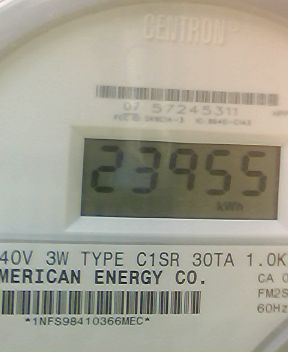 CENTRON
07 57245311
23955
kWh
40V 3W TYPE C1SR 30TA 1.0K
MERICAN ENERGY CO.
CA 0
FM2S
60Hz
*1NFS98410366MEC*